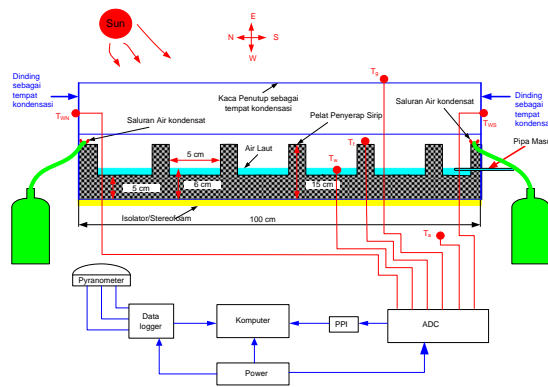 Sun
E
N
S
W
Dinding
sebagai
tempat
kondensasi
Tg
Dinding
sebagai
tempat
kondensasi
Kaca Penutup sebagai
tempat kondensasi
TWN
TWS
Saluran Air kondensat
Saluran
Air kondensat
Pelat Penyerap Sirip
Tf
Pipa Masu
5 cm
Air Laut
Tw
5 cm
6 cm
15 cm
Isolator/Stereofoam
100 cm
Ta
Pyranometer
Data
logger
Komputer
PPI
ADC
Power